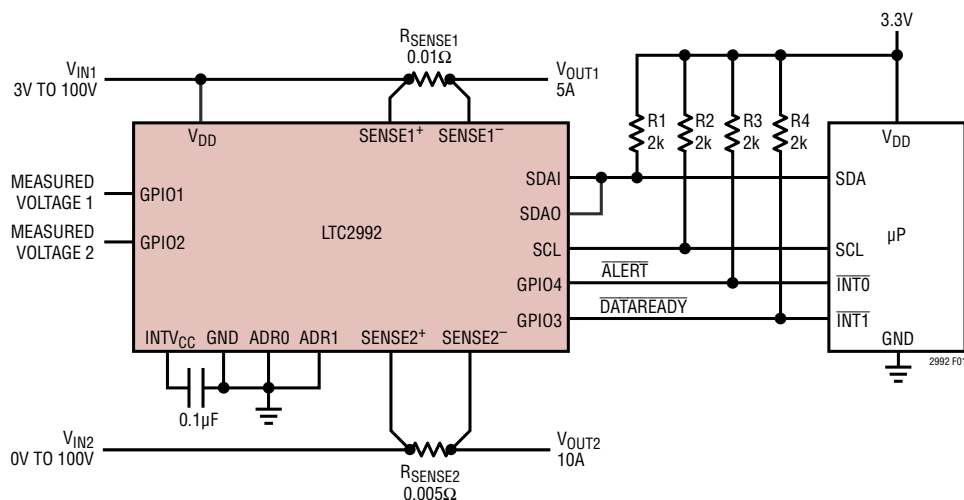 3.3V
RSENSE1
0.01Ω
VIN1
3V TO 100V
VOUT1
5A
R1
2k
R2
2k
R3
2k
R4
2k
VDD
SENSE1+
SENSE1–
VDD
MEASURED
VOLTAGE 1
GPIO1
SDAI
SDA
MEASURED
VOLTAGE 2
GPIO2
SDAO
LTC2992
µP
SCL
SCL
GPIO4
ALERT
INT0
GPIO3
DATAREADY
INT1
INTVCC
GND
ADR0
ADR1
SENSE2+
SENSE2–
GND
2992 F01
0.1µF
VIN2
0V TO 100V
VOUT2
10A
RSENSE2
0.005Ω